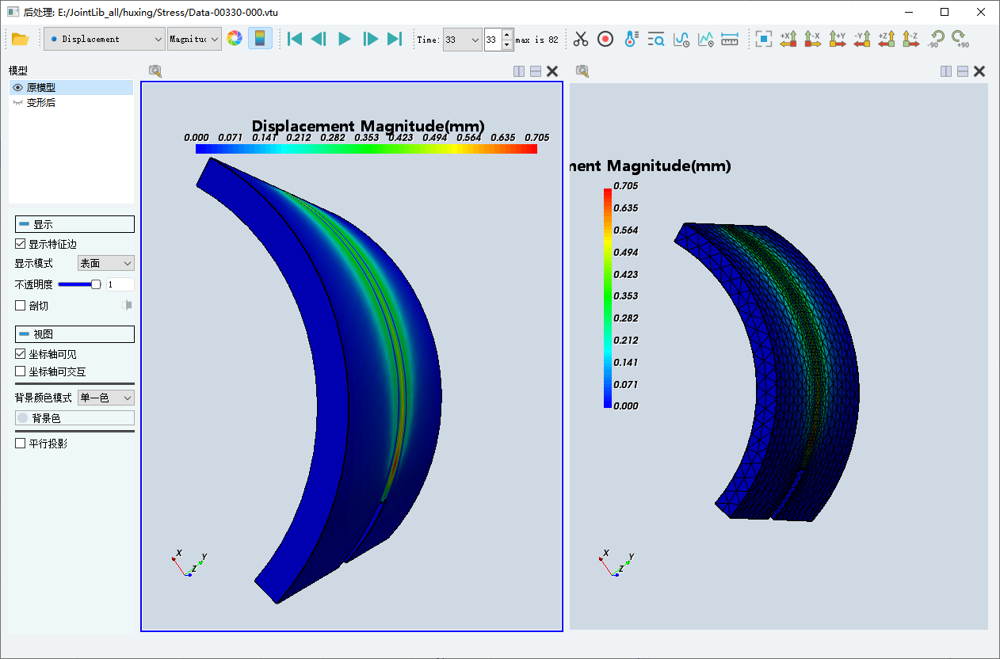 后处理: E:/JointLib_all/huxing/Stress/Data-00330-000.vtu
Displacement
Time: 33 33 max is 82
+X -X +Y -Y +Z -Z -90 +90
模型
原模型
变形后
显示
显示特征边
显示模式 表面
不透明度 1
剖切
视图
坐标轴可见
坐标轴可交互
背景颜色模式 单一色
背景色
平行投影
Displacement Magnitude(mm)
0.000 0.071 0.141 0.212 0.282 0.353 0.423 0.494 0.564 0.635 0.705
X
Y
Z
ment Magnitude(mm)
0.705
0.635
0.564
0.494
0.423
0.353
0.282
0.212
0.141
0.071
0.000
X
Y
Z